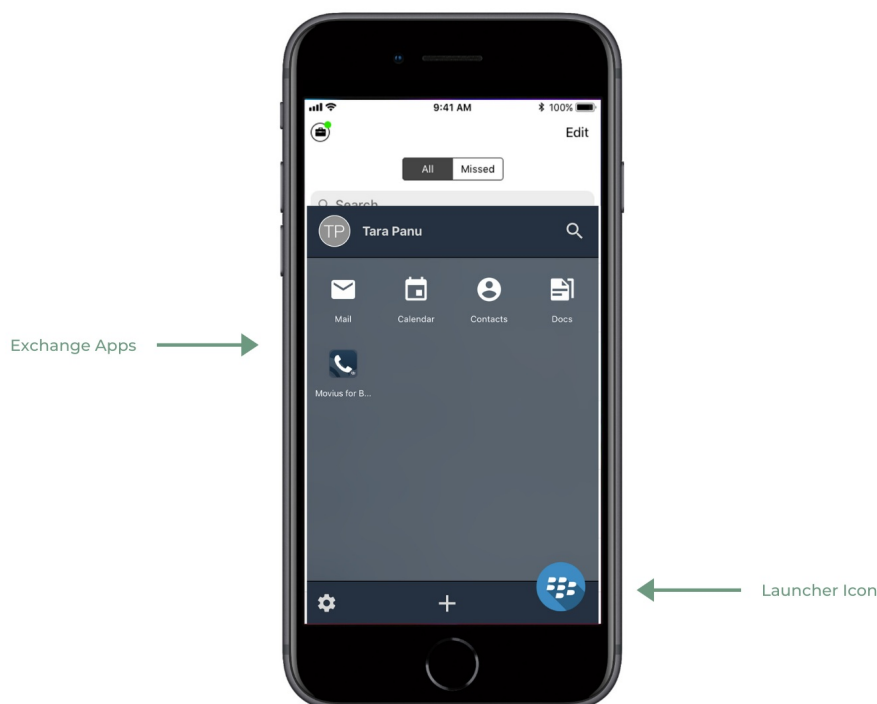 9:41 AM
100%
Edit
All Missed
Search
TP Tara Panu
Mail Calendar Contacts Docs
Exchange Apps
Movius for B...
Launcher Icon